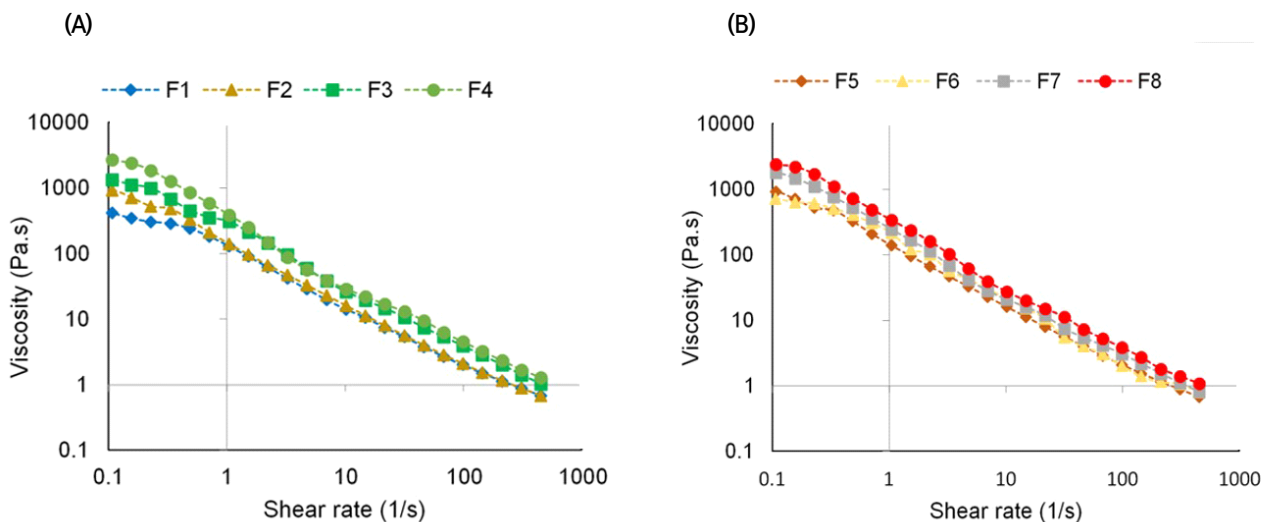 (A)
F1 F2 F3 F4
10000
1000
100
10
1
0.1
0.1 1 10 100 1000
Viscosity (Pa.s)
Shear rate (1/s)
(B)
F5 F6 F7 F8
10000
1000
100
10
1
0.1
0.1 1 10 100 1000
Viscosity (Pa.s)
Shear rate (1/s)